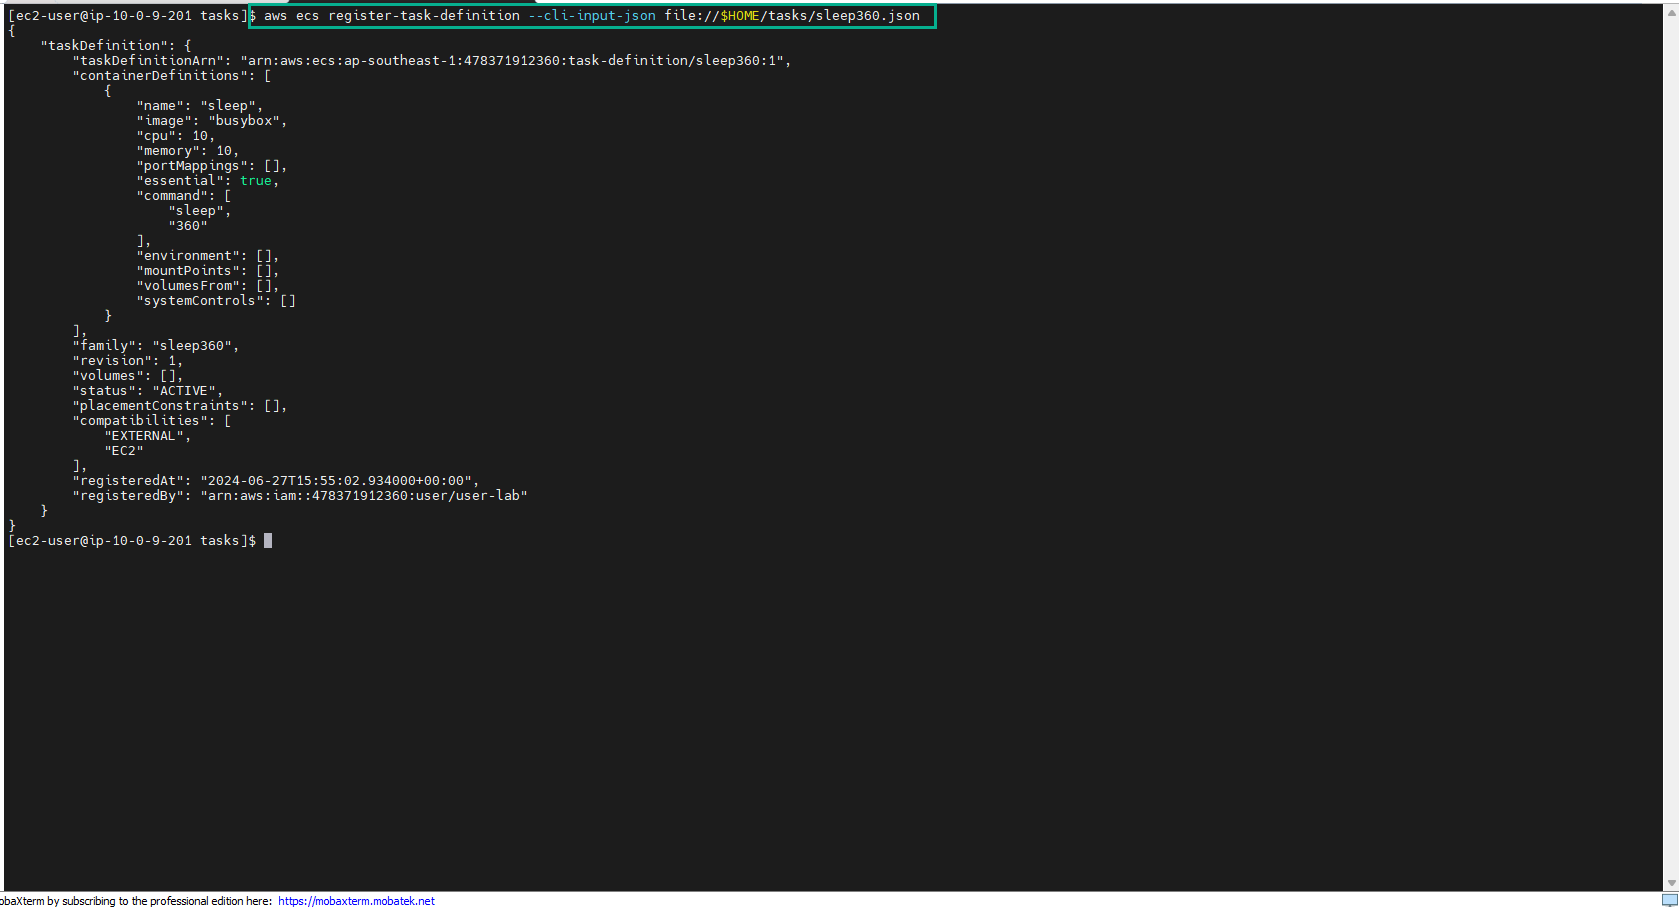 [ec2-user@ip-10-0-9-201 tasks]$ aws ecs register-task-definition --cli-input-json file://$HOME/tasks/sleep360.json
{
    "taskDefinition": {
        "taskDefinitionArn": "arn:aws:ecs:ap-southeast-1:478371912360:task-definition/sleep360:1",
        "containerDefinitions": [
            {
                "name": "sleep",
                "image": "busybox",
                "cpu": 10,
                "memory": 10,
                "portMappings": [],
                "essential": true,
                "command": [
                    "sleep",
                    "360"
                ],
                "environment": [],
                "mountPoints": [],
                "volumesFrom": [],
                "systemControls": []
            }
        ],
        "family": "sleep360",
        "revision": 1,
        "volumes": [],
        "status": "ACTIVE",
        "placementConstraints": [],
        "compatibilities": [
            "EXTERNAL",
            "EC2"
        ],
        "registeredAt": "2024-06-27T15:55:02.934000+00:00",
        "registeredBy": "arn:aws:iam::478371912360:user/user-lab"
    }
}
[ec2-user@ip-10-0-9-201 tasks]$
obaXterm by subscribing to the professional edition here: https://mobaxterm.mobatek.net